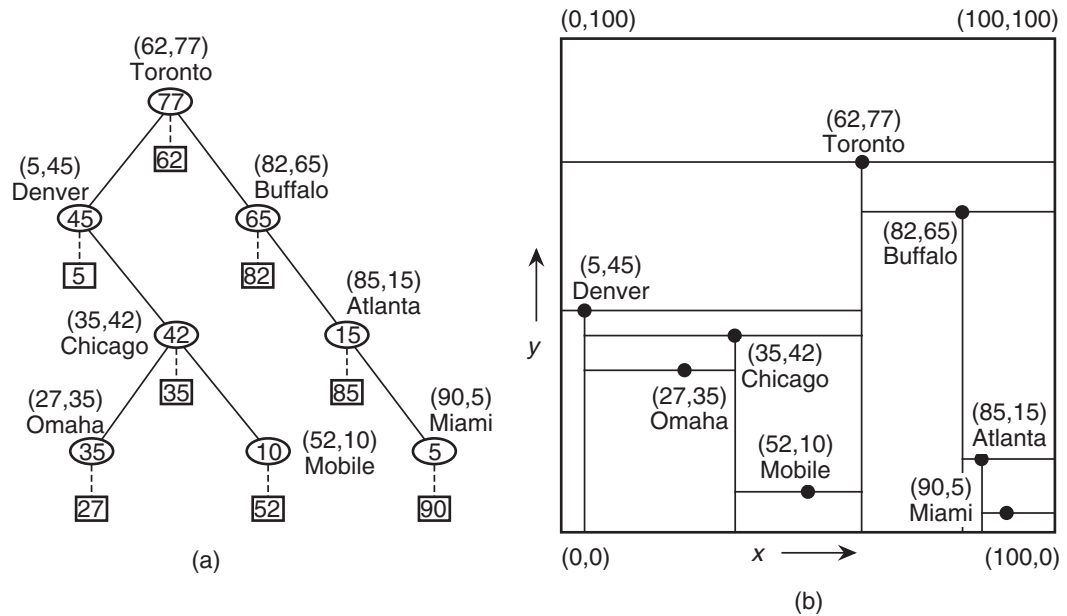 (62,77)
Toronto
77
62
(5,45)
Denver
45
5
(82,65)
Buffalo
65
82
(35,42)
Chicago
42
35
(85,15)
Atlanta
15
85
(27,35)
Omaha
35
27
10
(52,10)
Mobile
52
(90,5)
Miami
5
90
(a)
(0,100)
(100,100)
(62,77)
Toronto
(82,65)
Buffalo
(5,45)
Denver
y
(35,42)
Chicago
(27,35)
Omaha
(52,10)
Mobile
(85,15)
Atlanta
(90,5)
Miami
(0,0)
x
(100,0)
(b)